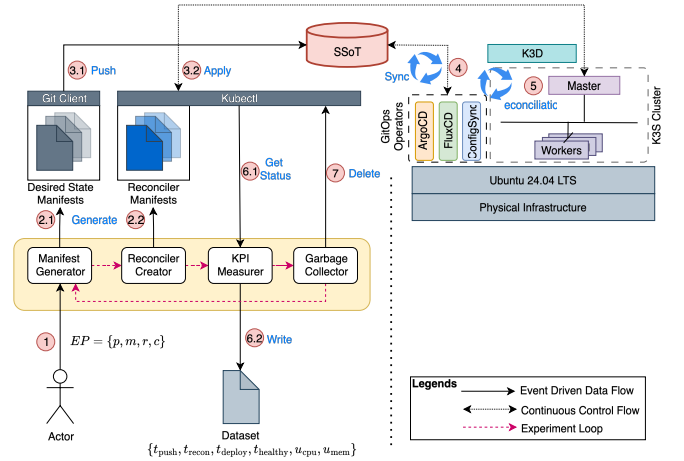 SSoT
3.1 Push
3.2 Apply
Sync
4
K3D
5
econciliatic
Master
Workers
K3S Cluster
GitOps
Operators
ArgoCD
FluxCD
ConfigSync
Git Client
Kubectl
Desired State
Manifests
Reconciler
Manifests
6.1 Get
Status
7 Delete
Ubuntu 24.04 LTS
Physical Infrastructure
2.1 Generate
2.2
Manifest
Generator
Reconciler
Creator
KPI
Measurer
Garbage
Collector
1
EP = {p, m, r, c}
6.2 Write
Actor
Dataset
{t_push, t_recon, t_deploy, t_healthy, u_cpu, u_mem}
Legends
Event Driven Data Flow
Continuous Control Flow
Experiment Loop